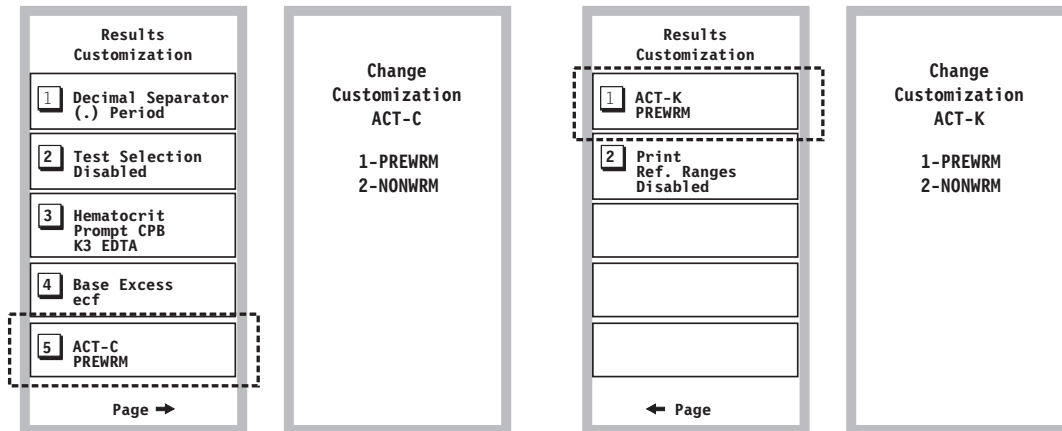 Results
Customization
1 Decimal Separator
(.) Period
2 Test Selection
Disabled
3 Hematocrit
Prompt CPB
K3 EDTA
4 Base Excess
ecf
5 ACT-C
PREWRM
Page →
Change
Customization
ACT-C
1-PREWRM
2-NONWRM
Results
Customization
1 ACT-K
PREWRM
2 Print
Ref. Ranges
Disabled
← Page
Change
Customization
ACT-K
1-PREWRM
2-NONWRM